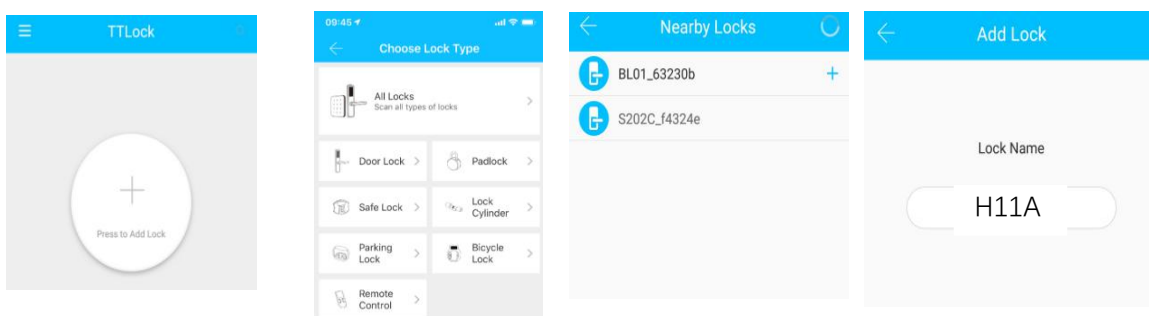 TTLock
Press to Add Lock
09:45
Choose Lock Type
All Locks
Scan all types of locks
Door Lock
Padlock
Safe Lock
Lock
Cylinder
Parking
Lock
Bicycle
Lock
Remote
Control
Nearby Locks
BL01_63230b
S202C_f4324e
Add Lock
Lock Name
H11A